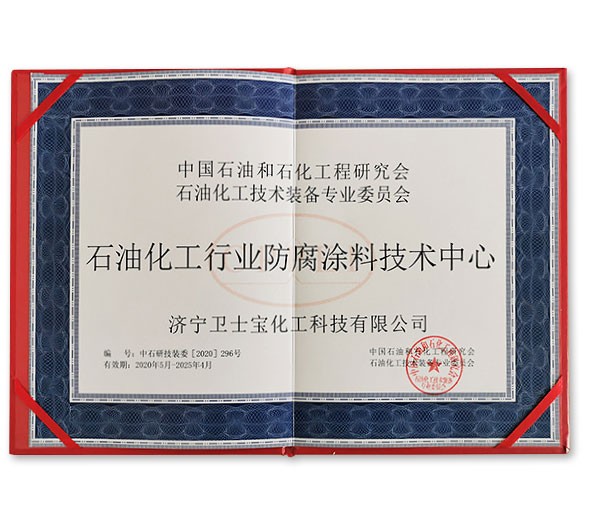 中国石油和石化工程研究会
石油化工技术装备专业委员会
石油化工行业防腐涂料技术中心
济宁卫士宝化工科技有限公司
编 号：中石研技装委［2020］296号
有效期：2020年5月-2025年4月
中国石油和石化工程研究会
石油化工技术装备专业委员会